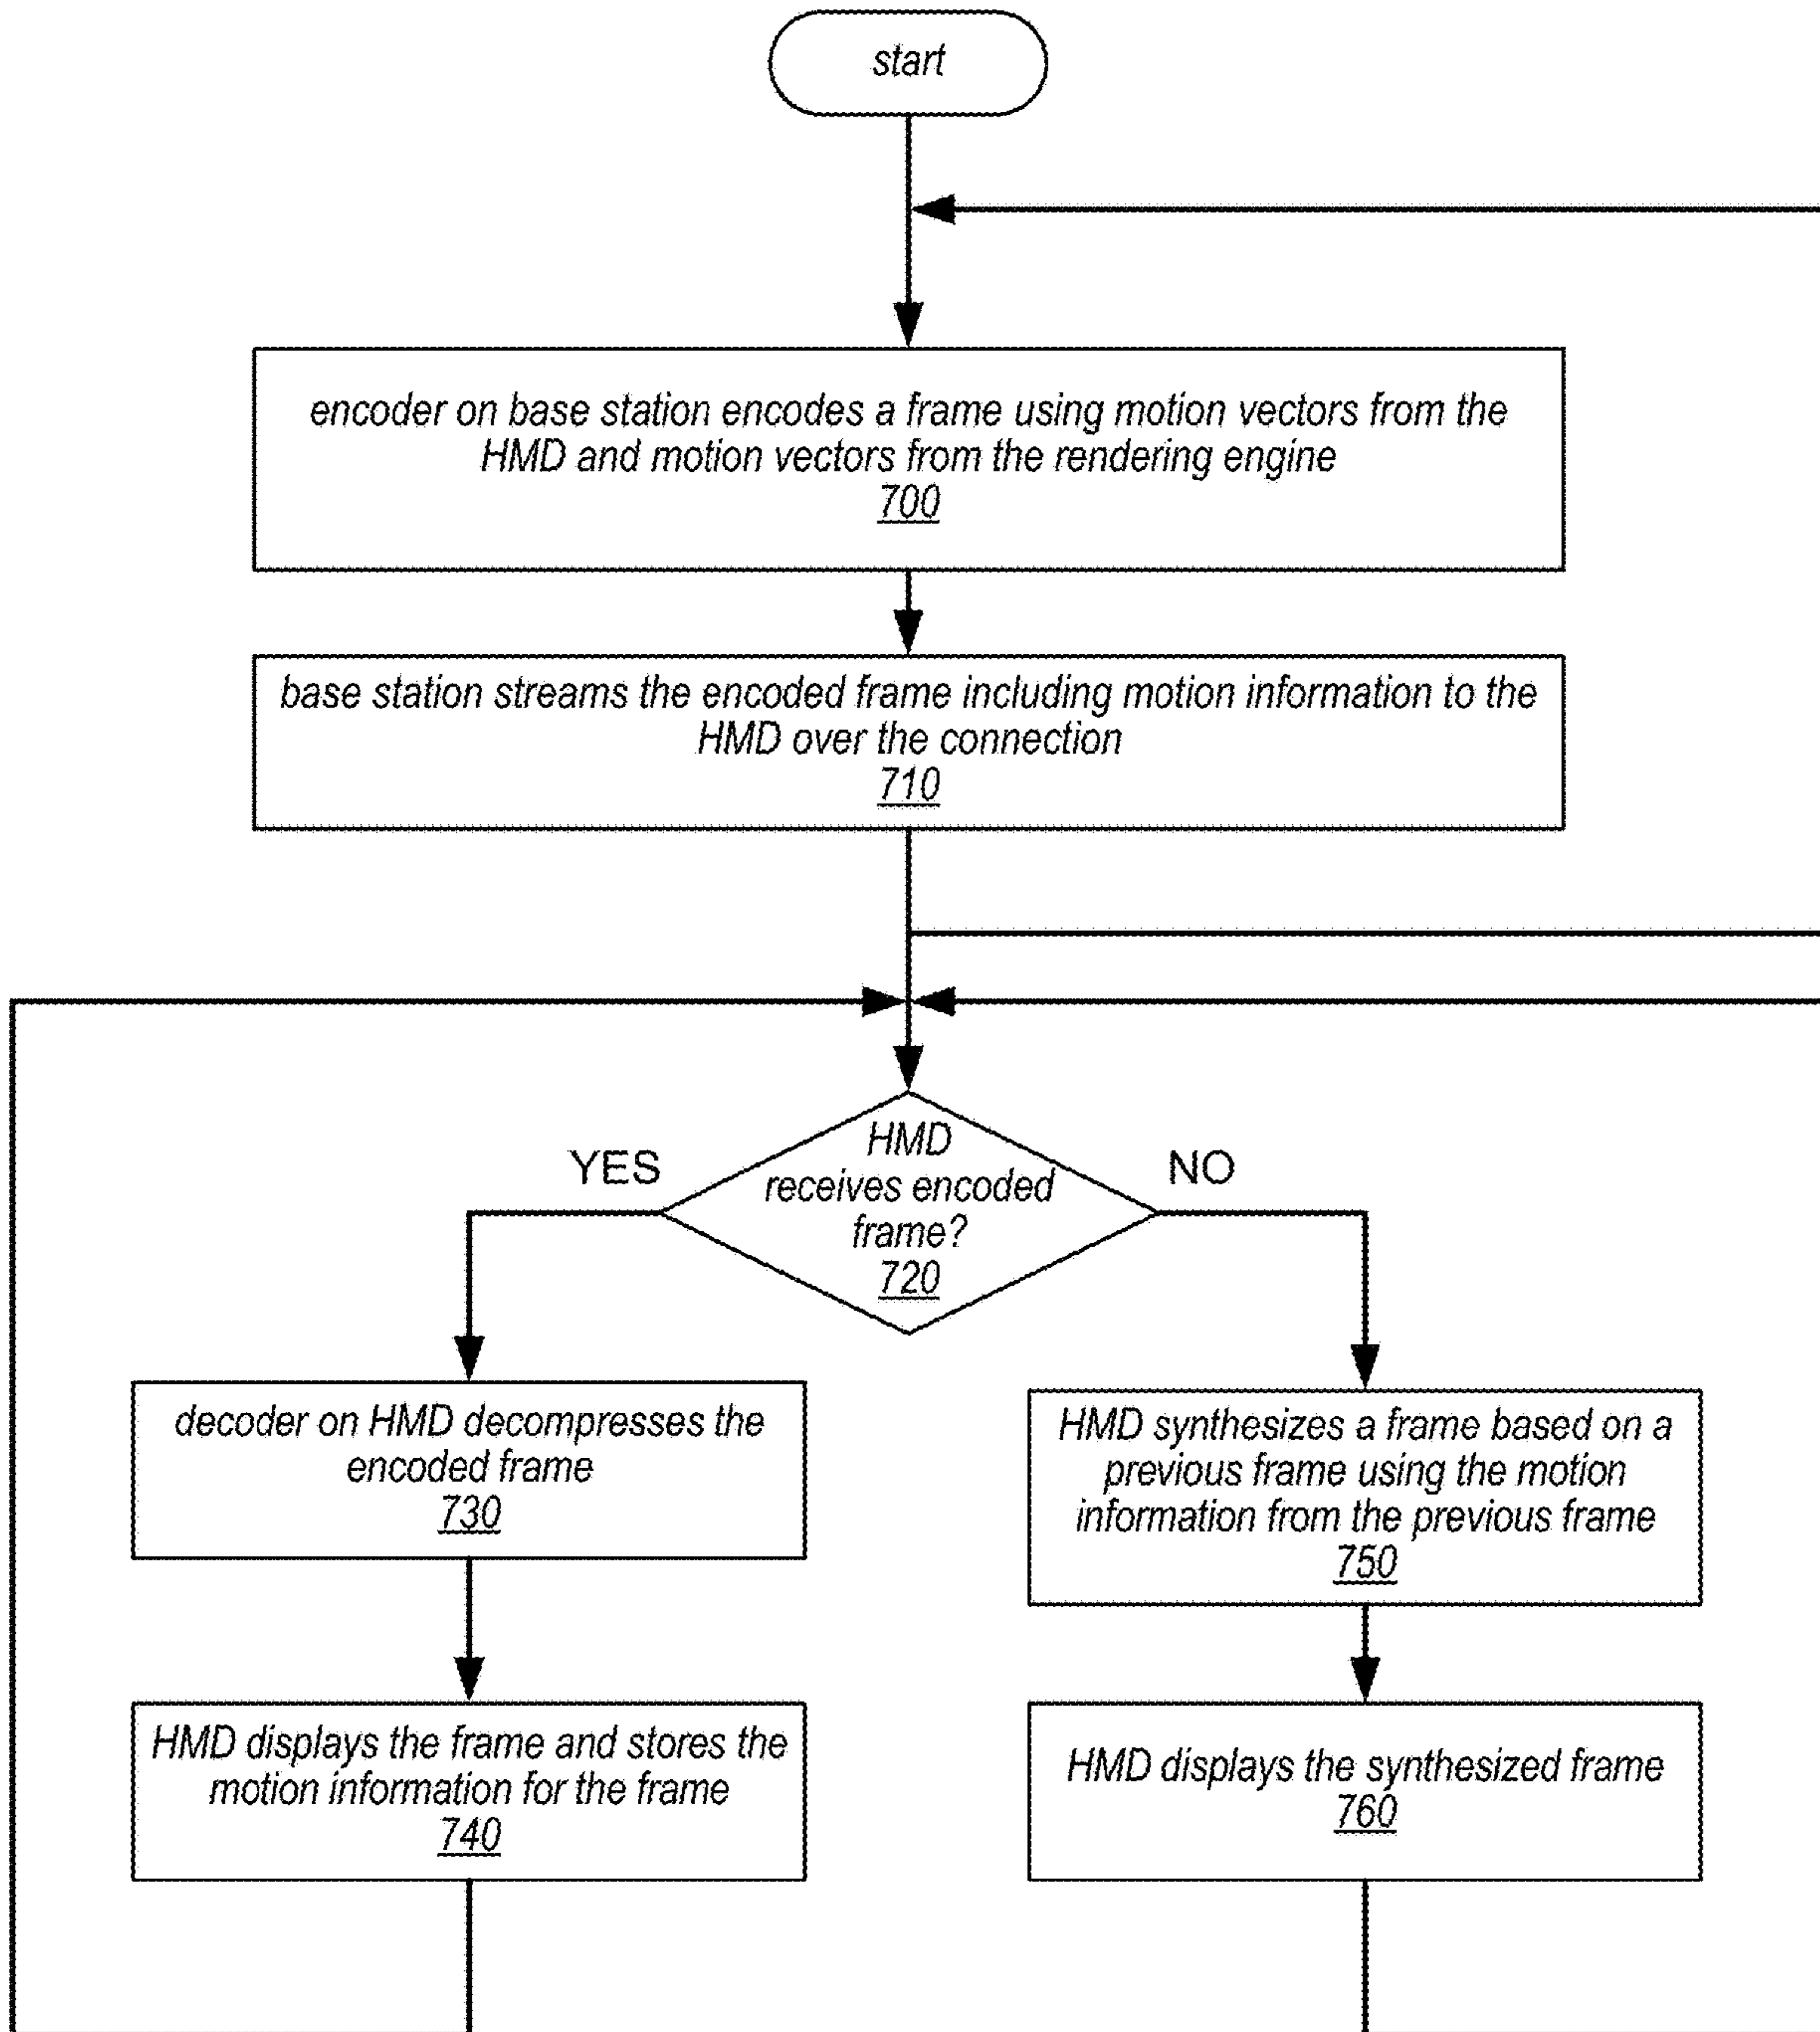 start
encoder on base station encodes a frame using motion vectors from the
HMD and motion vectors from the rendering engine
700
base station streams the encoded frame including motion information to the
HMD over the connection
710
HMD
receives encoded
frame?
720
YES
NO
decoder on HMD decompresses the
encoded frame
730
HMD synthesizes a frame based on a
previous frame using the motion
information from the previous frame
750
HMD displays the frame and stores the
motion information for the frame
740
HMD displays the synthesized frame
760